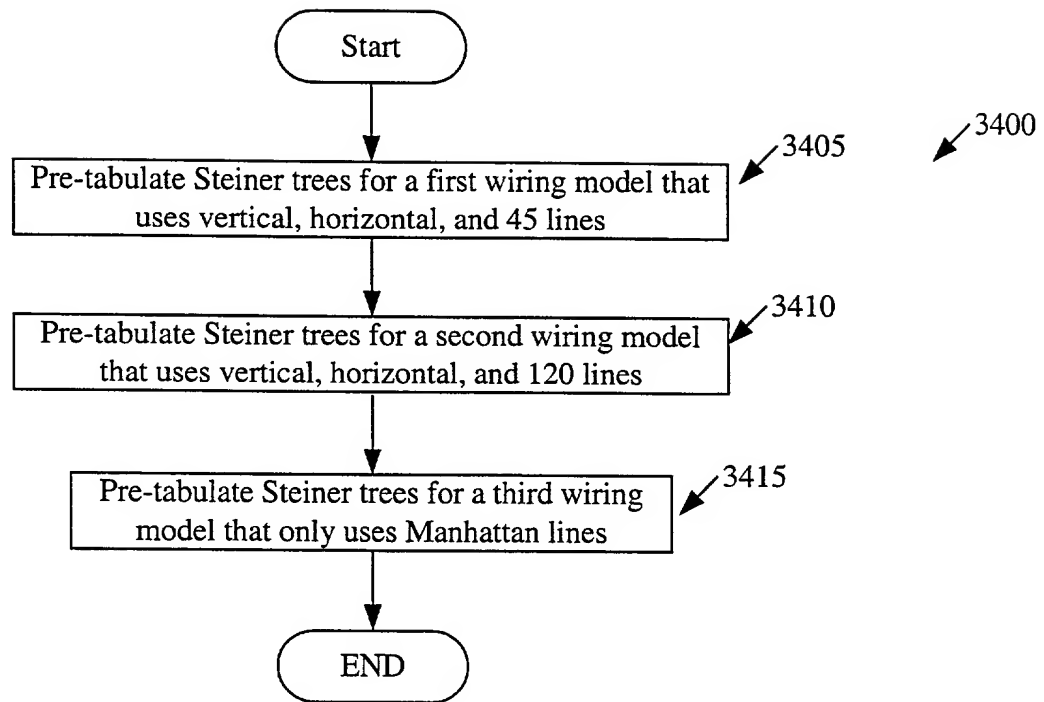 Start
3400
3405
Pre-tabulate Steiner trees for a first wiring model that
uses vertical, horizontal, and 45 lines
3410
Pre-tabulate Steiner trees for a second wiring model
that uses vertical, horizontal, and 120 lines
3415
Pre-tabulate Steiner trees for a third wiring
model that only uses Manhattan lines
END